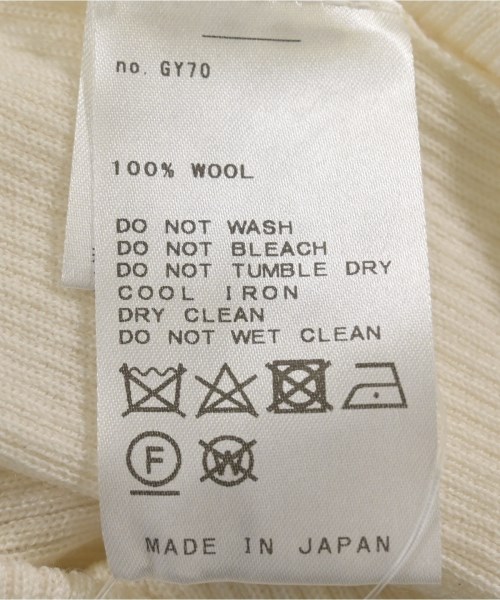 no. GY70
100% WOOL
DO NOT WASH
DO NOT BLEACH
DO NOT TUMBLE DRY
COOL IRON
DRY CLEAN
DO NOT WET CLEAN
F W
MADE IN JAPAN